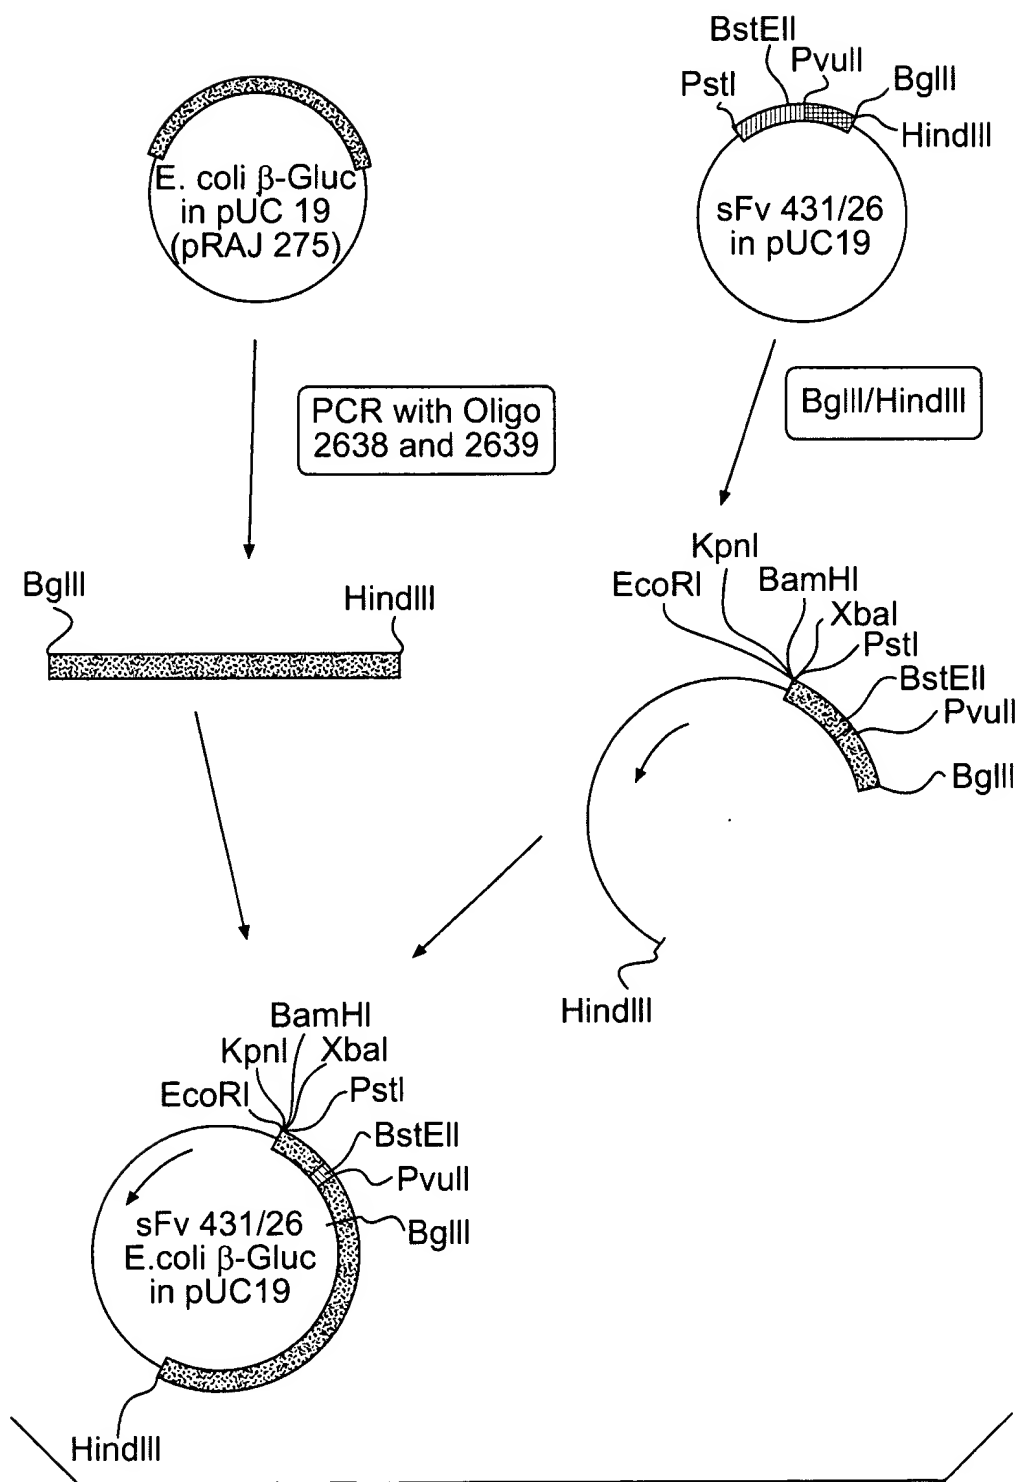 BstEII
PvuII
PstI
BglII
HindIII
E. coli β-Gluc
in pUC 19
(pRAJ 275)
sFv 431/26
in pUC19
PCR with Oligo
2638 and 2639
BglII/HindIII
BglII
HindIII
KpnI
EcoRI
BamHI
XbaI
PstI
BstEII
PvuII
BglII
HindIII
BamHI
KpnI
XbaI
EcoRI
PstI
BstEII
PvuII
BglII
sFv 431/26
E.coli β-Gluc
in pUC19
HindIII